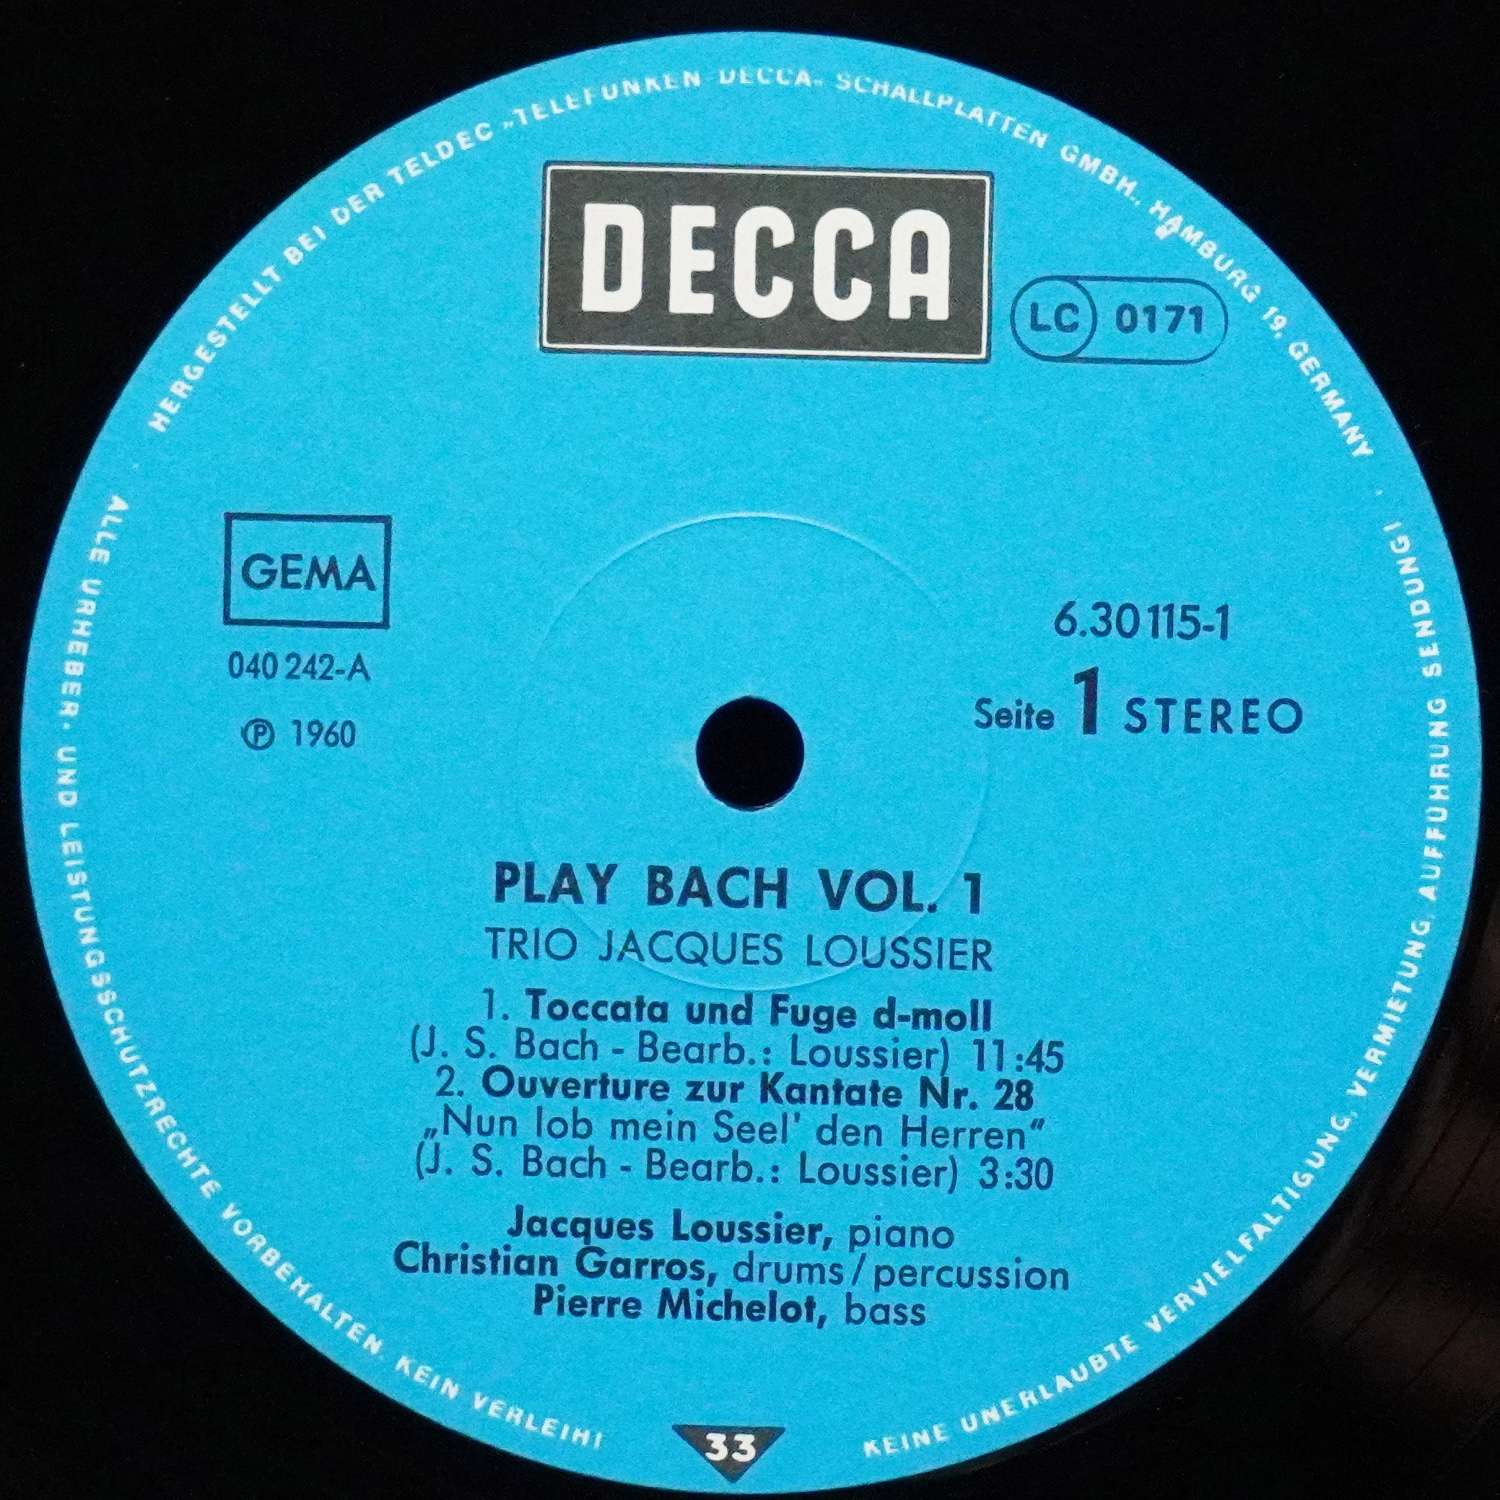 HERGESTELLT BEI DER TELDEC „TELEFUNKEN DECCA- SCHALLPLATTEN GMBH., HAMBURG 19, GERMANY
DECCA
LC 0171
GEMA
040 242-A
℗ 1960
6.30115-1
Seite 1 STEREO
PLAY BACH VOL. 1
TRIO JACQUES LOUSSIER
1. Toccata und Fuge d-moll
(J. S. Bach - Bearb.: Loussier) 11:45
2. Ouverture zur Kantate Nr. 28
„Nun lob mein Seel' den Herren"
(J. S. Bach - Bearb.: Loussier) 3:30
Jacques Loussier, piano
Christian Garros, drums/percussion
Pierre Michelot, bass
ALLE URHEBER- UND LEISTUNGSSCHUTZRECHTE VORBEHALTEN. KEIN VERLEIH!
33
KEINE UNERLAUBTE VERVIELFALTIGUNG, VERMIETUNG, AUFFUHRUNG SENDUNG!